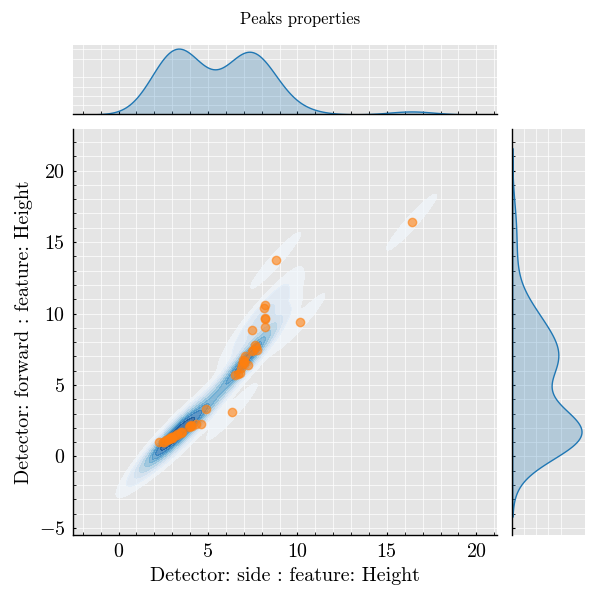 Peaks properties
20
15
10
5
0
−5
Detector: forward : feature: Height
0 5 10 15 20
Detector: side : feature: Height